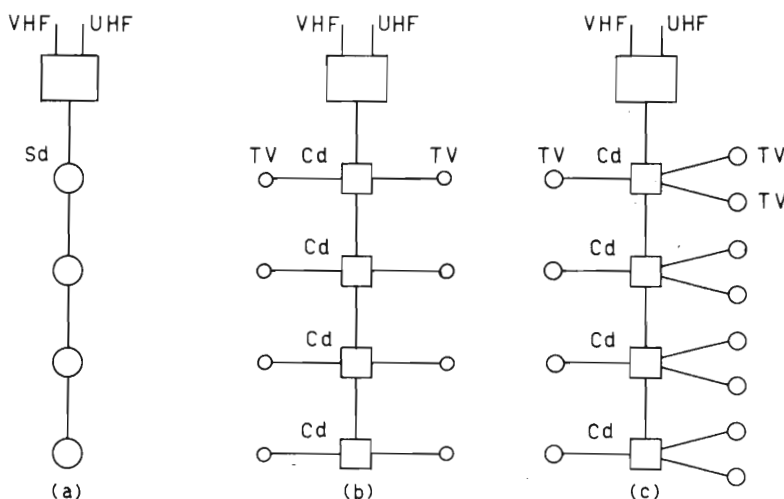 VHF UHF VHF UHF VHF UHF
Sd TV Cd TV TV Cd TV
TV
Cd Cd
Cd Cd
Cd Cd
(a) (b) (c)